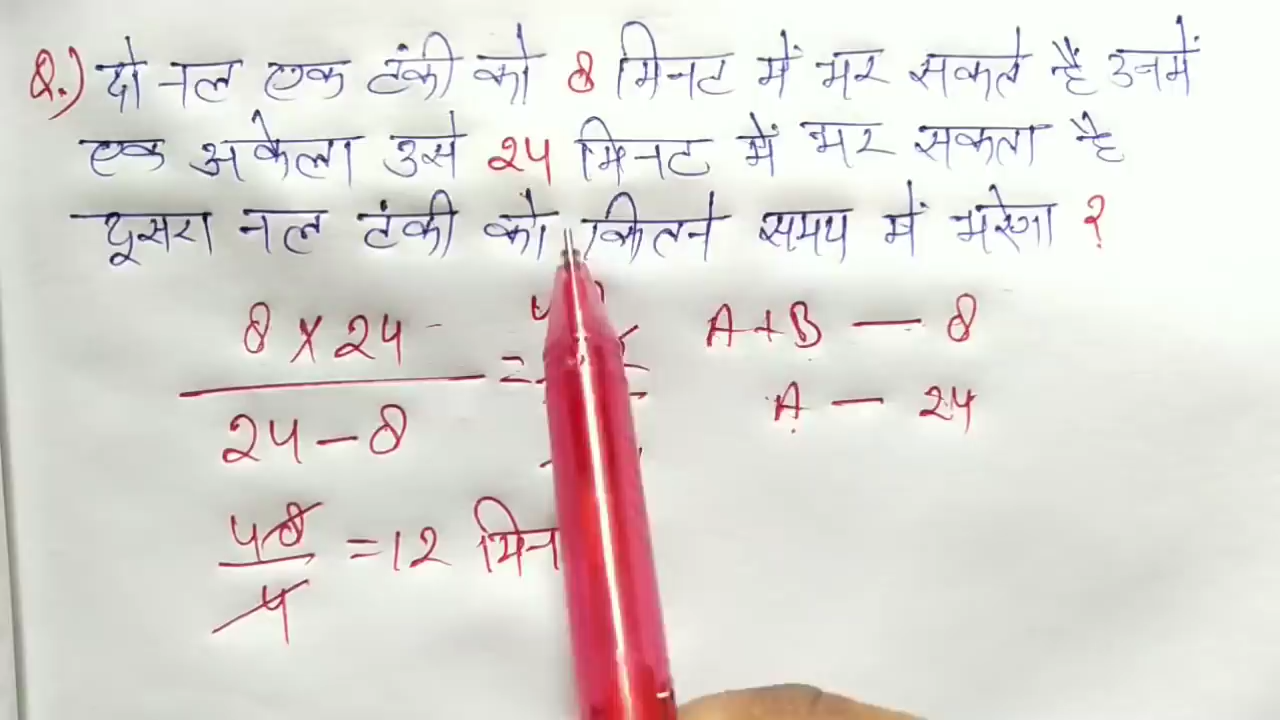 Q.) दो नल एक टंकी को 8 मिनट में भर सकते हैं उनमें
एक अकेला उसे 24 मिनट में भर सकता है
दूसरा नल टंकी को कितने समय में भरेगा ?
8 × 24
24 - 8
=
A+B — 8
A — 24
48
4
= 12